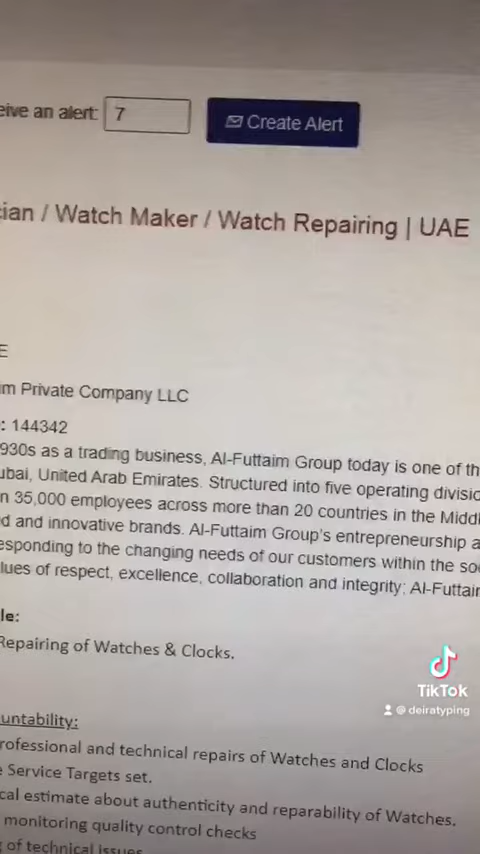 eive an alert: 7 Create Alert
cian / Watch Maker / Watch Repairing | UAE
E
im Private Company LLC
: 144342
930s as a trading business, Al-Futtaim Group today is one of th
ubai, United Arab Emirates. Structured into five operating divisio
n 35,000 employees across more than 20 countries in the Middl
d and innovative brands. Al-Futtaim Group's entrepreneurship a
esponding to the changing needs of our customers within the so
lues of respect, excellence, collaboration and integrity; Al-Futtair
le:
Repairing of Watches & Clocks.
TikTok
@deiratyping
ountability:
rofessional and technical repairs of Watches and Clocks
e Service Targets set.
cal estimate about authenticity and reparability of Watches.
monitoring quality control checks
of technical issues